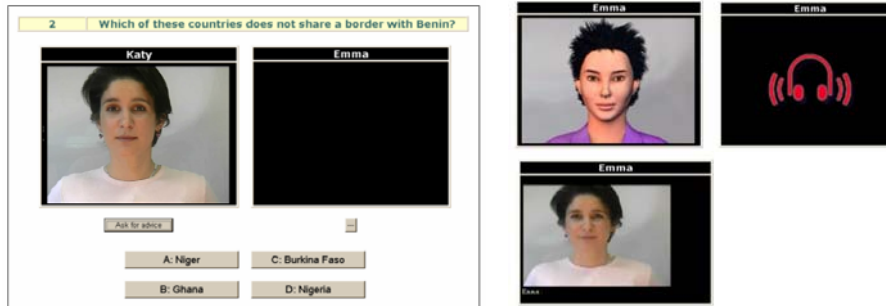 2 Which of these countries does not share a border with Benin?
Katy Emma
Ask for advice ...
A: Niger C: Burkina Faso
B: Ghana D: Nigeria
Emma Emma
Emma
Emma